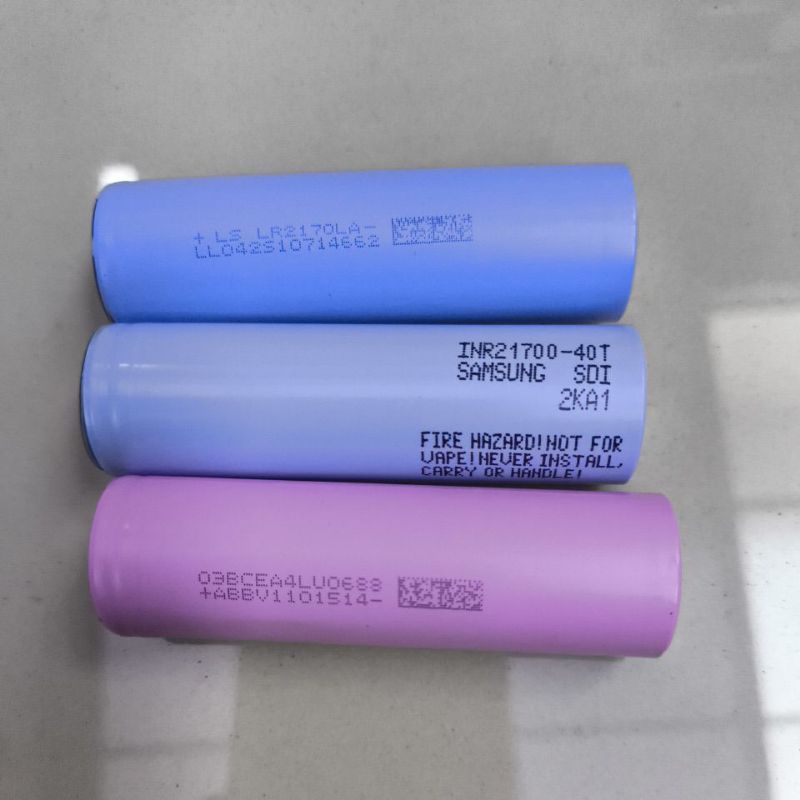 + LS LR2170LA-
LL042S10714662
INR21700-40T
SAMSUNG SDI
2KA1
FIRE HAZARD!NOT FOR
VAPE!NEVER INSTALL,
CARRY OR HANDLE!
03BCEA4LU0688
+ABBV1101514-